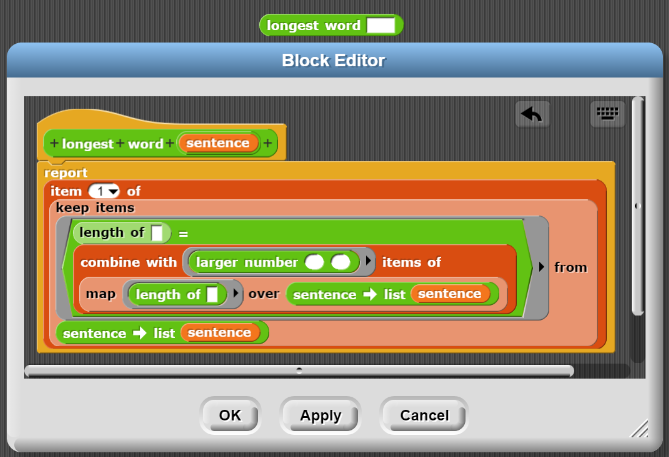 longest word
Block Editor
+ longest + word + sentence +
report
item 1 of
keep items
length of =
combine with larger number items of
map length of over sentence → list sentence
from
sentence → list sentence
OK Apply Cancel